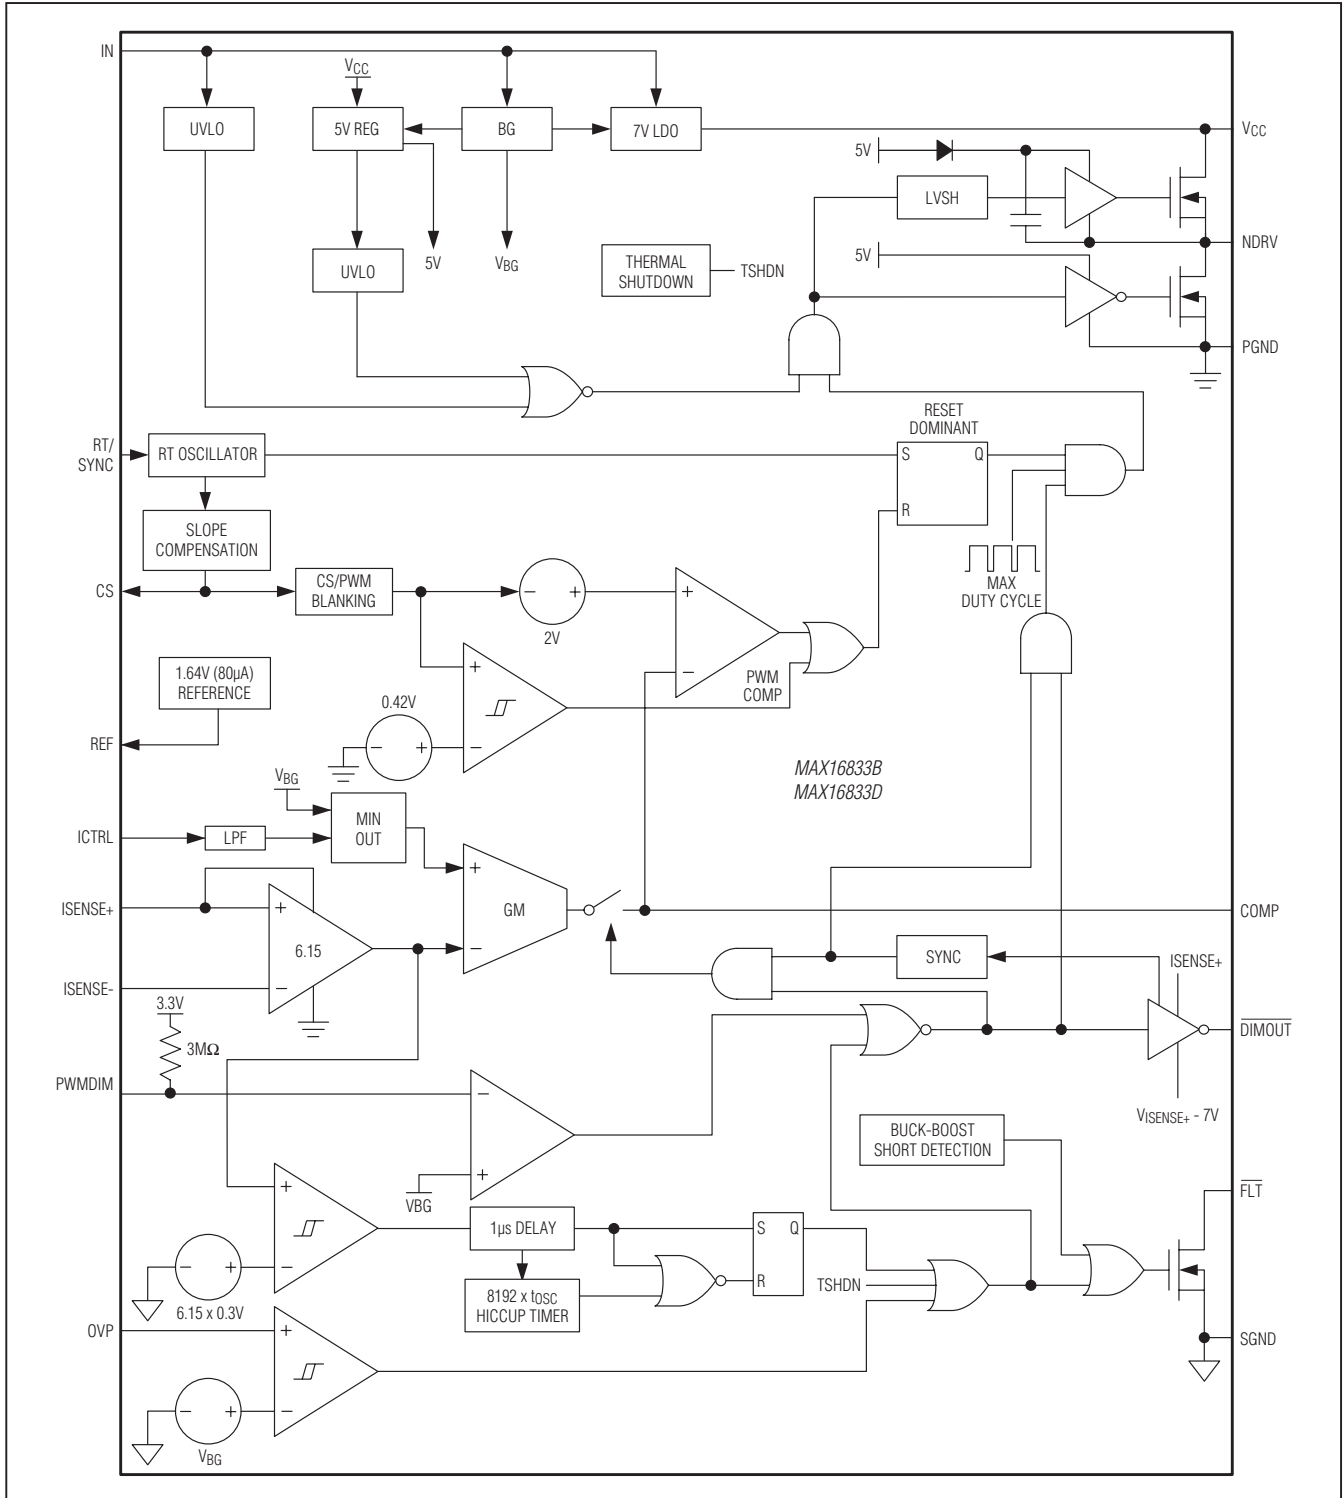 IN
VCC
UVLO
5V REG
BG
7V LDO
VCC
5V
LVSH
UVLO
5V
VBG
THERMAL
SHUTDOWN
TSHDN
5V
NDRV
PGND
RT/
SYNC
RT OSCILLATOR
RESET
DOMINANT
S
Q
R
SLOPE
COMPENSATION
CS
CS/PWM
BLANKING
-
+
2V
+
-
MAX
DUTY CYCLE
1.64V (80µA)
REFERENCE
+
-
PWM
COMP
0.42V
-
+
REF
MAX16833B
MAX16833D
VBG
MIN
OUT
ICTRL
LPF
+
-
GM
ISENSE+
+
-
6.15
COMP
ISENSE-
SYNC
ISENSE+
3.3V
3MΩ
DIMOUT
PWMDIM
-
+
VBG
VISENSE+ - 7V
BUCK-BOOST
SHORT DETECTION
FLT
+
-
1µs DELAY
S
Q
R
-
+
6.15 x 0.3V
8192 x tOSC
HICCUP TIMER
TSHDN
OVP
+
-
SGND
-
+
VBG